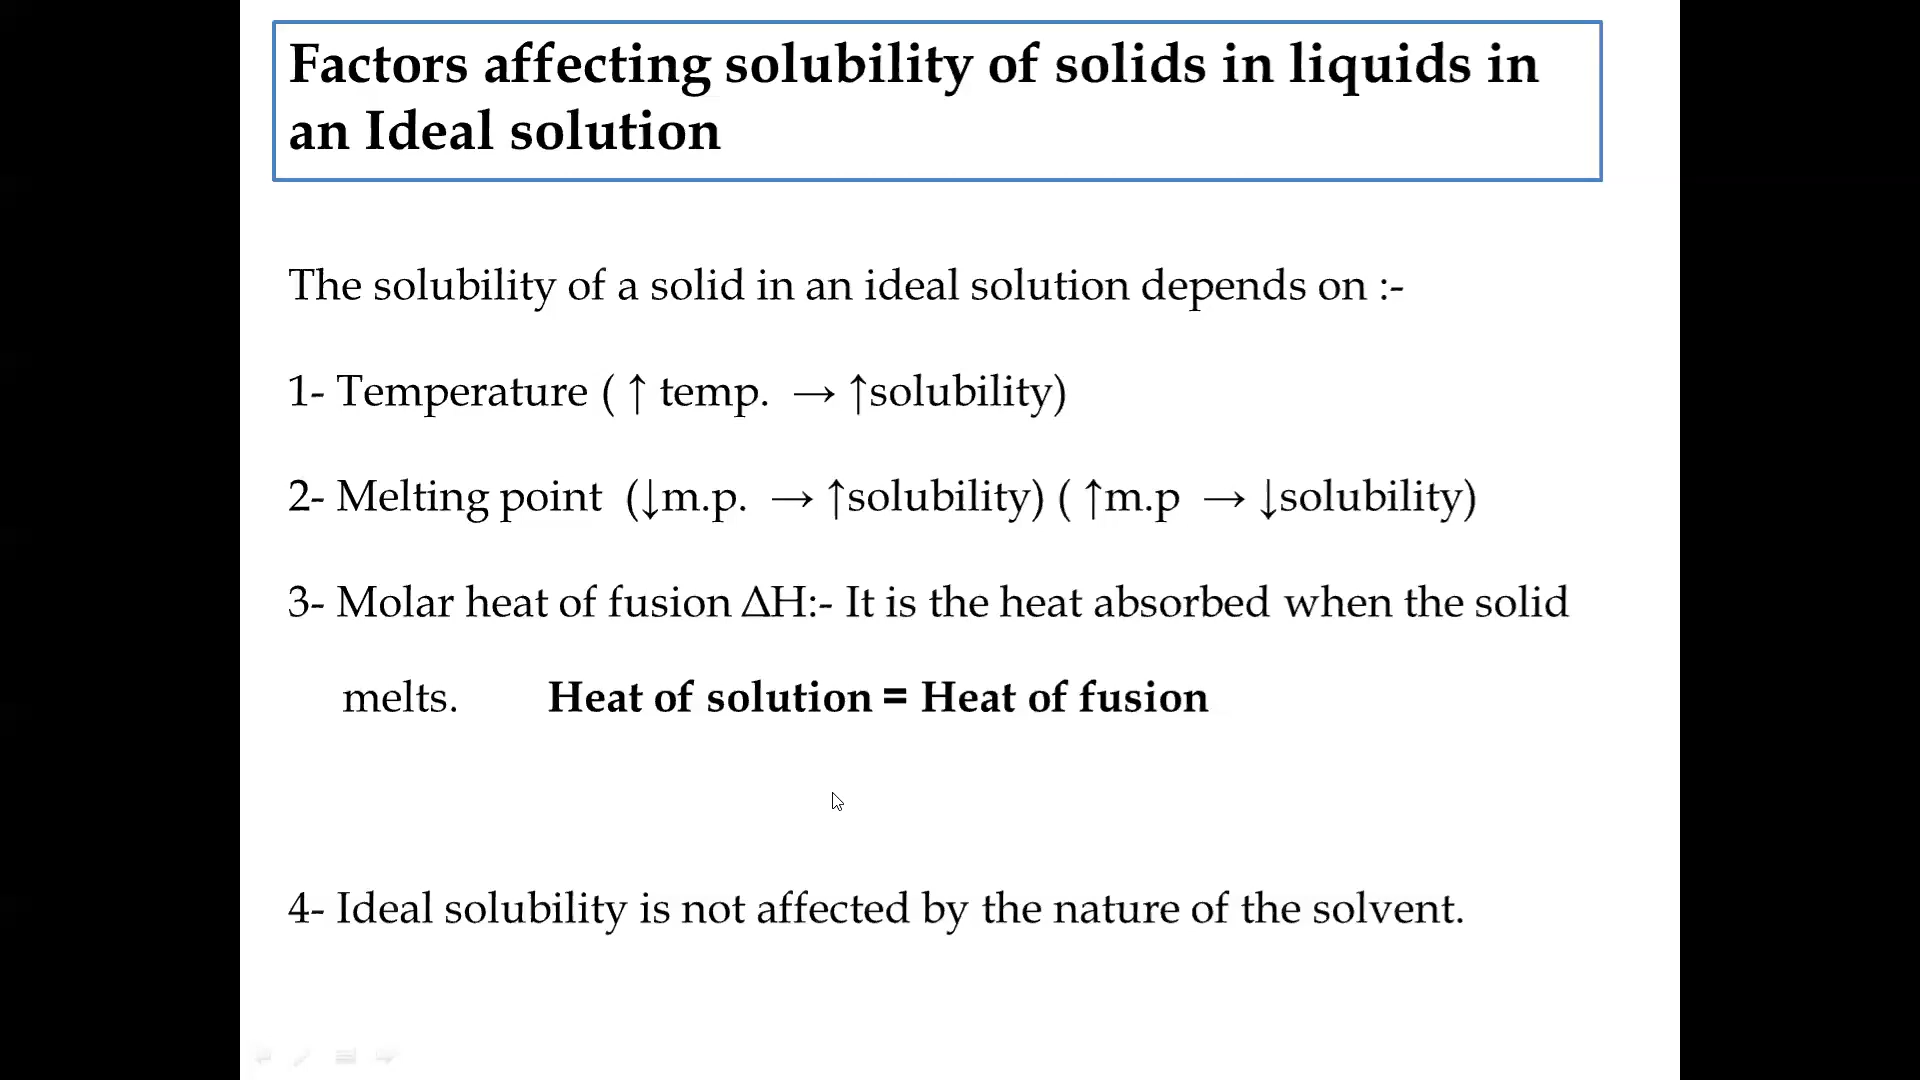 Factors affecting solubility of solids in liquids in
an Ideal solution
The solubility of a solid in an ideal solution depends on :-
1- Temperature ( ↑ temp. → ↑solubility)
2- Melting point (↓m.p. → ↑solubility) ( ↑m.p → ↓solubility)
3- Molar heat of fusion ΔH:- It is the heat absorbed when the solid
melts. Heat of solution = Heat of fusion
4- Ideal solubility is not affected by the nature of the solvent.